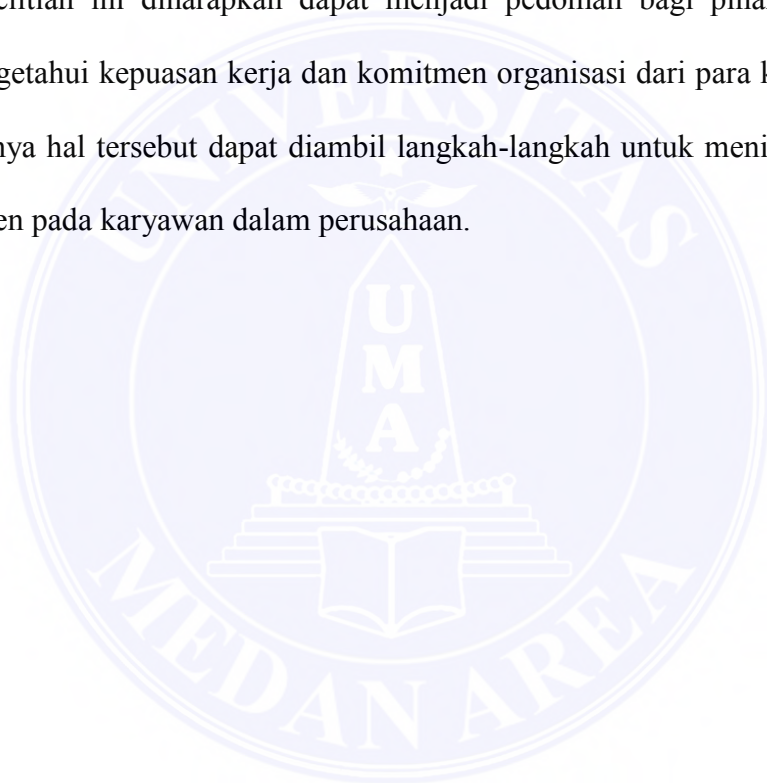 ini diharapkan dapat menjadi pedoman bagi
getahui kepuasan kerja dan komitmen organisasi dari para k
nya hal tersebut dapat diambil langkah-langkah untuk meni
en pada karyawan dalam perusahaan.
UNIVERSITAS
U
M
A
MEDAN AREA